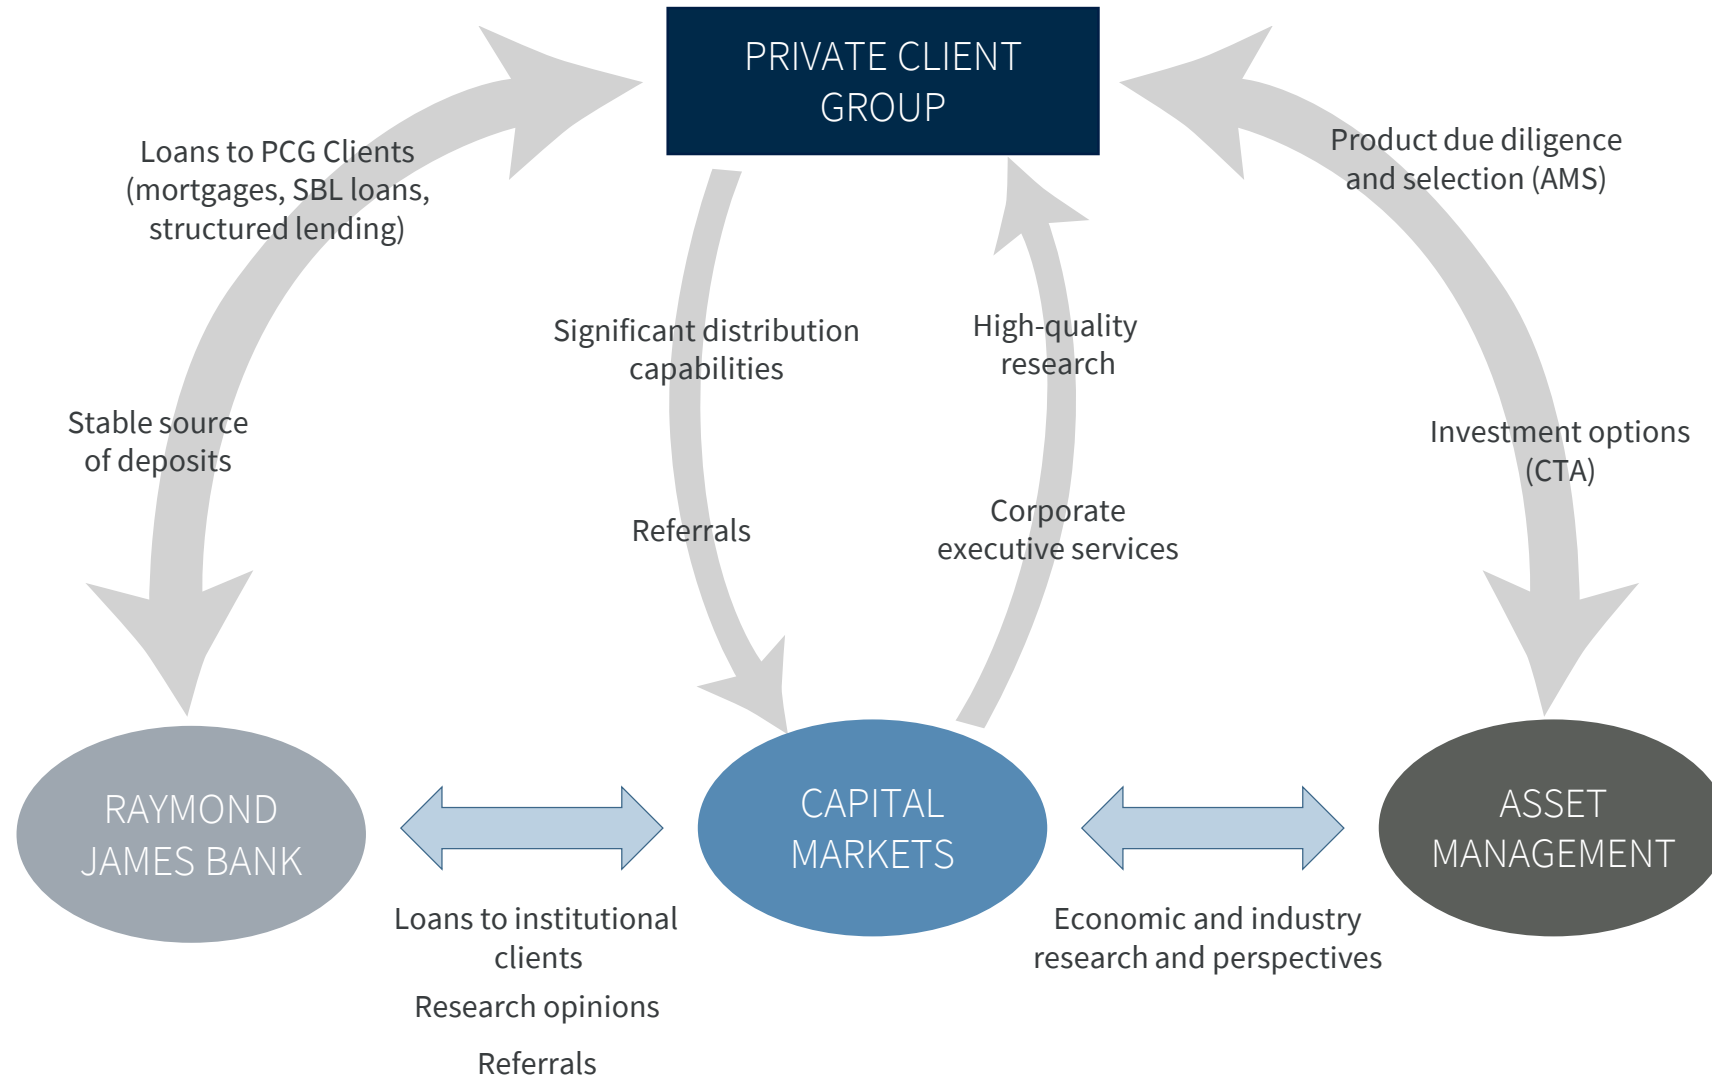 PRIVATE CLIENT
GROUP
Loans to PCG Clients
(mortgages, SBL loans,
structured lending)
Product due diligence
and selection (AMS)
Significant distribution
capabilities
High-quality
research
Stable source
of deposits
Investment options
(CTA)
Referrals
Corporate
executive services
RAYMOND
JAMES BANK
CAPITAL
MARKETS
ASSET
MANAGEMENT
Loans to institutional
clients
Research opinions
Referrals
Economic and industry
research and perspectives